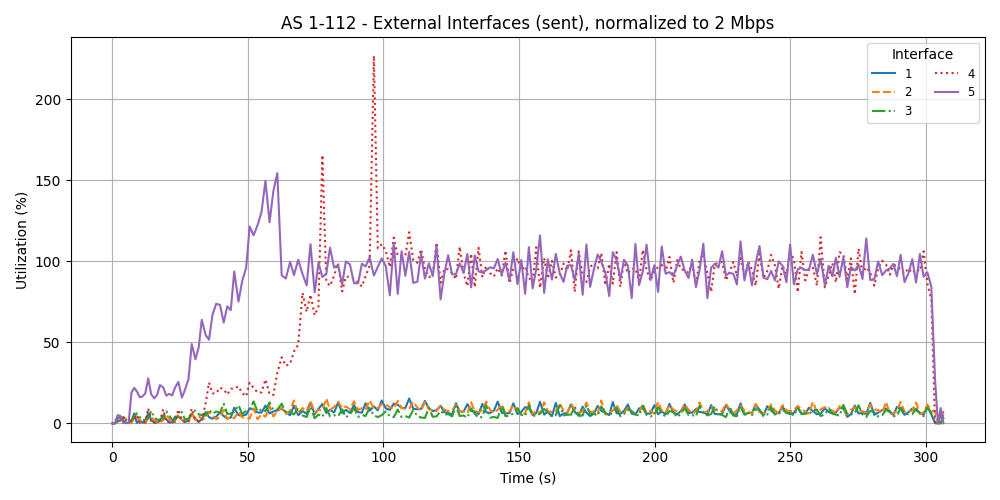 AS 1-112 - External Interfaces (sent), normalized to 2 Mbps
Interface
1
2
3
4
5
Utilization (%)
200
150
100
50
0
0 50 100 150 200 250 300
Time (s)